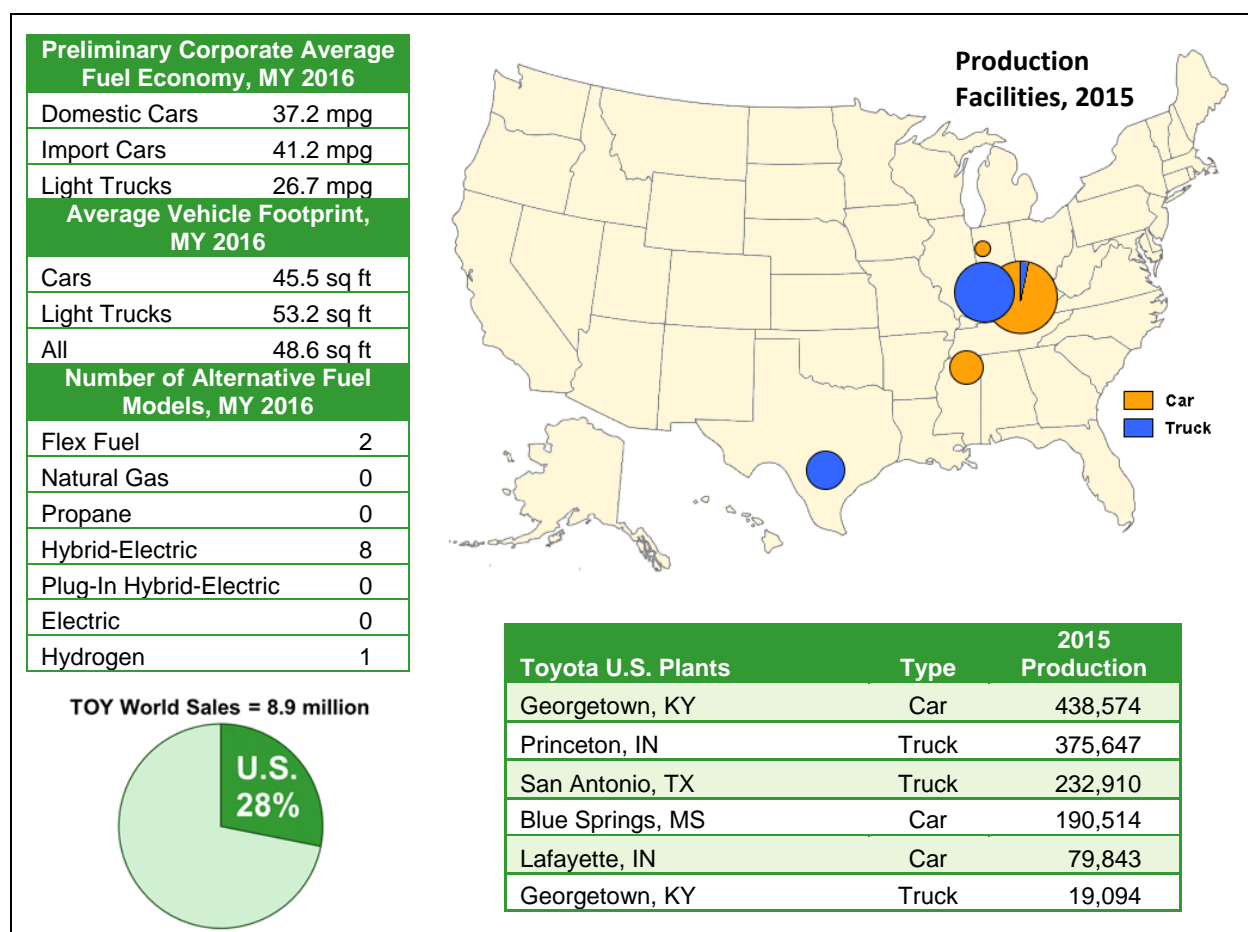 Preliminary Corporate Average
Fuel Economy, MY 2016
Domestic Cars 37.2 mpg
Import Cars 41.2 mpg
Light Trucks 26.7 mpg
Average Vehicle Footprint,
MY 2016
Cars 45.5 sq ft
Light Trucks 53.2 sq ft
All 48.6 sq ft
Number of Alternative Fuel
Models, MY 2016
Flex Fuel 2
Natural Gas 0
Propane 0
Hybrid-Electric 8
Plug-In Hybrid-Electric 0
Electric 0
Hydrogen 1
TOY World Sales = 8.9 million
U.S.
28%
Production
Facilities, 2015
Car
Truck
Toyota U.S. Plants Type 2015
Production
Georgetown, KY Car 438,574
Princeton, IN Truck 375,647
San Antonio, TX Truck 232,910
Blue Springs, MS Car 190,514
Lafayette, IN Car 79,843
Georgetown, KY Truck 19,094